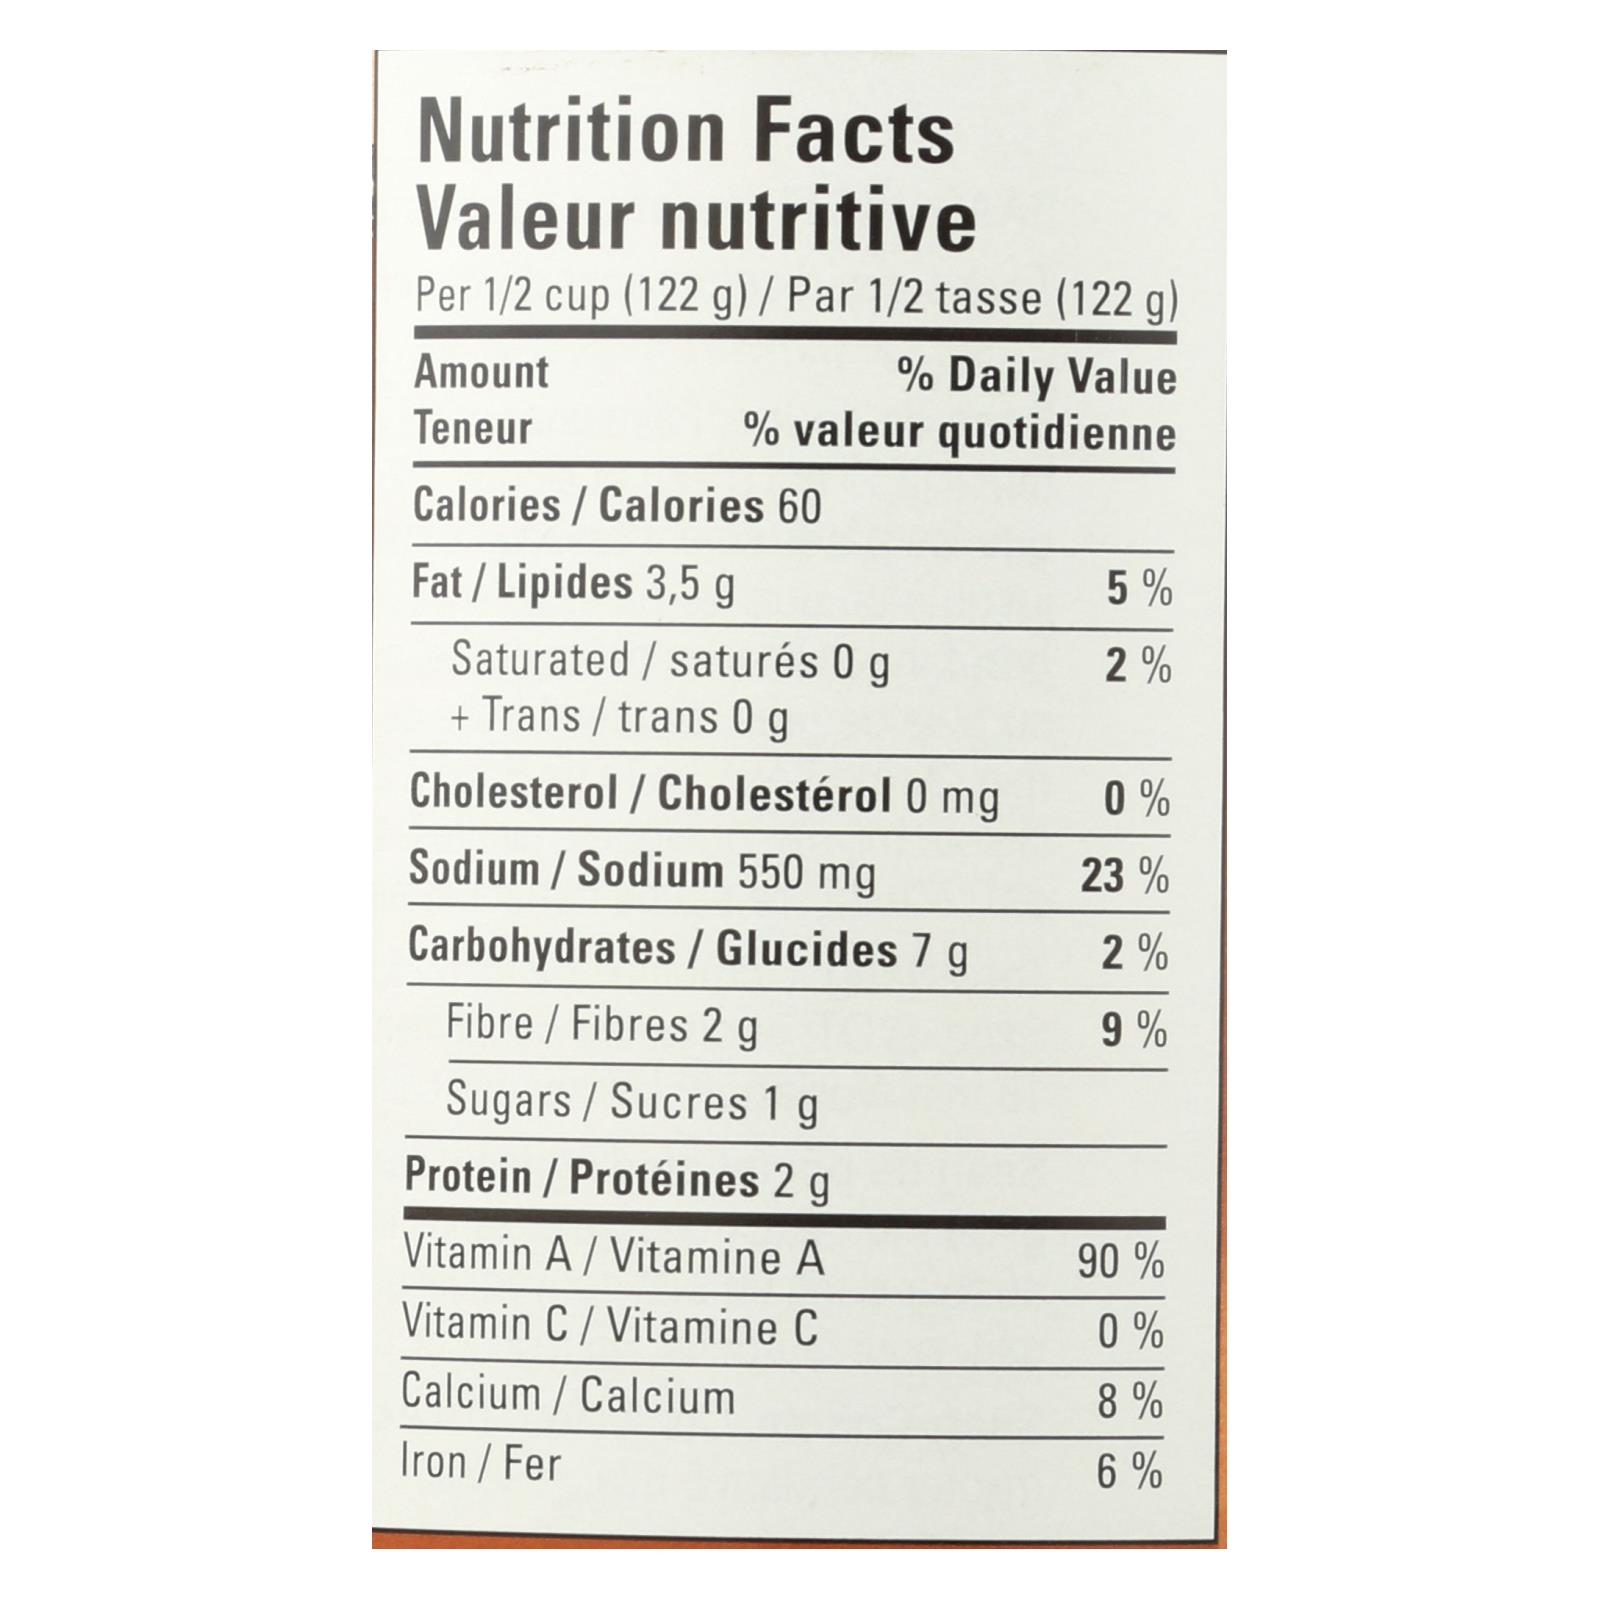 Nutrition Facts
Valeur nutritive
Per 1/2 cup (122 g) / Par 1/2 tasse (122 g)
Amount % Daily Value
Teneur % valeur quotidienne
Calories / Calories 60
Fat / Lipides 3,5 g 5 %
Saturated / saturés 0 g 2 %
+ Trans / trans 0 g
Cholesterol / Cholestérol 0 mg 0 %
Sodium / Sodium 550 mg 23 %
Carbohydrates / Glucides 7 g 2 %
Fibre / Fibres 2 g 9 %
Sugars / Sucres 1 g
Protein / Protéines 2 g
Vitamin A / Vitamine A 90 %
Vitamin C / Vitamine C 0 %
Calcium / Calcium 8 %
Iron / Fer 6 %